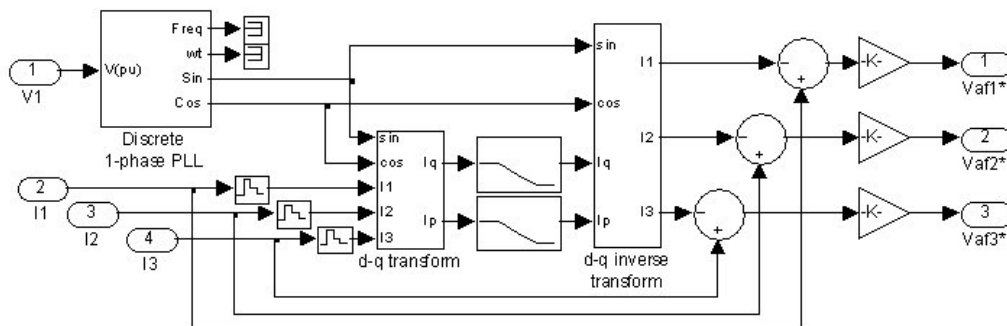 1
V1
V(pu)
Freq
wt
Sin
Cos
Discrete
1-phase PLL
2
I1
3
I2
4
I3
sin
cos
I1
I2
I3
Iq
Ip
d-q transform
sin
cos
Iq
Ip
I1
I2
I3
d-q inverse
transform
-
+
-
+
-
+
-K-
-K-
-K-
1
Vaf1*
2
Vaf2*
3
Vaf3*